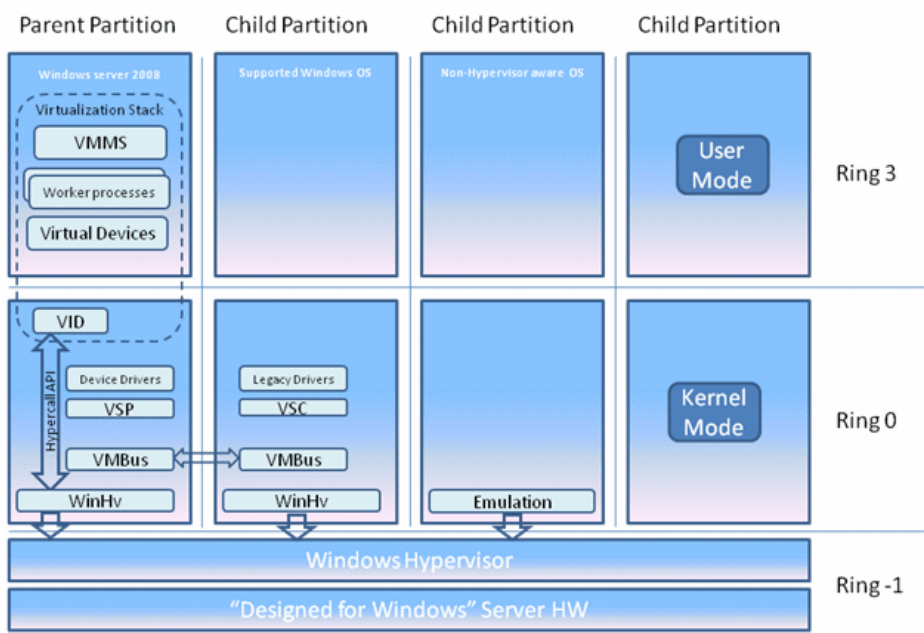 Parent Partition
Child Partition
Child Partition
Child Partition
Windows server 2008
Supported Windows OS
Non-Hypervisor aware OS
Virtualization Stack
VMMS
Worker processes
Virtual Devices
User
Mode
Ring 3
VID
Hypercall API
Device Drivers
VSP
VMBus
WinHv
Legacy Drivers
VSC
VMBus
WinHv
Emulation
Kernel
Mode
Ring 0
Windows Hypervisor
“Designed for Windows” Server HW
Ring -1